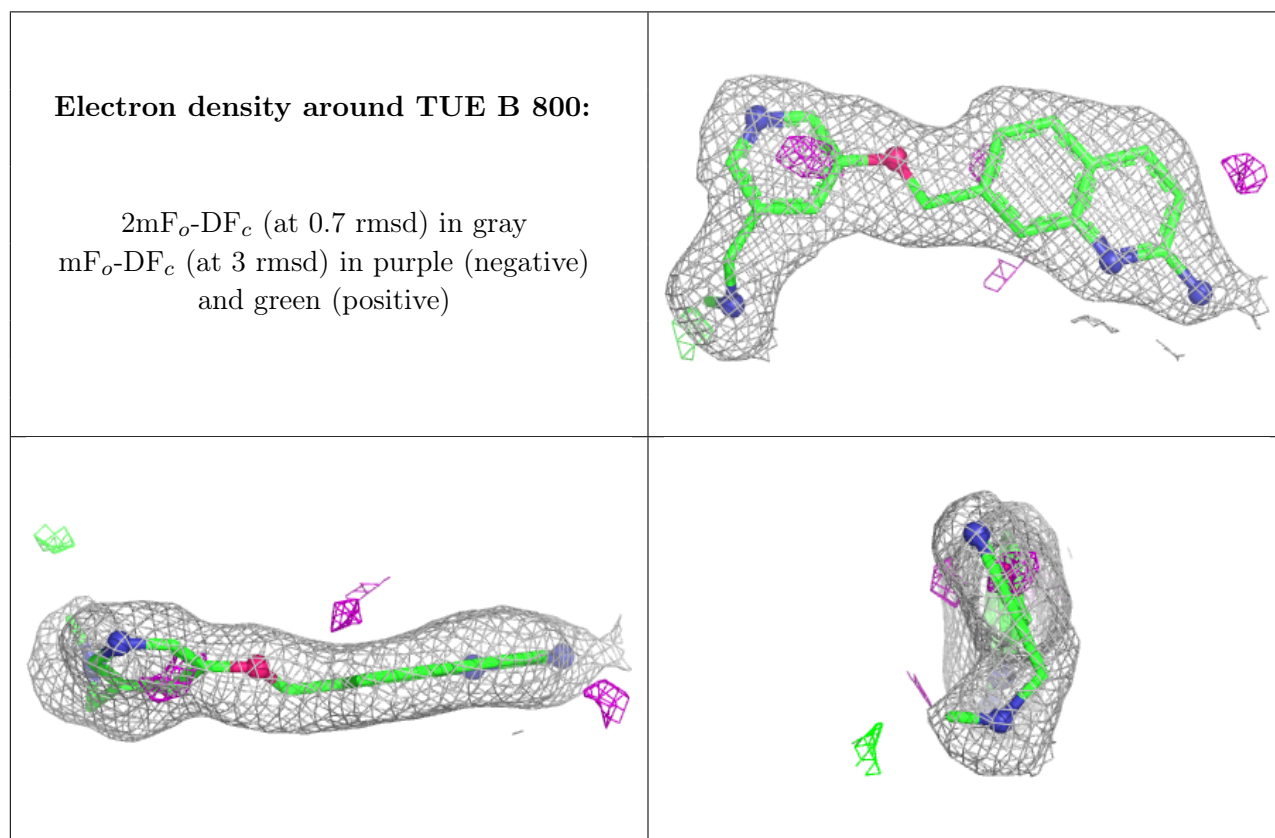 Electron density around TUE B 800:
2mFo-DFc (at 0.7 rmsd) in gray
mFo-DFc (at 3 rmsd) in purple (negative)
and green (positive)